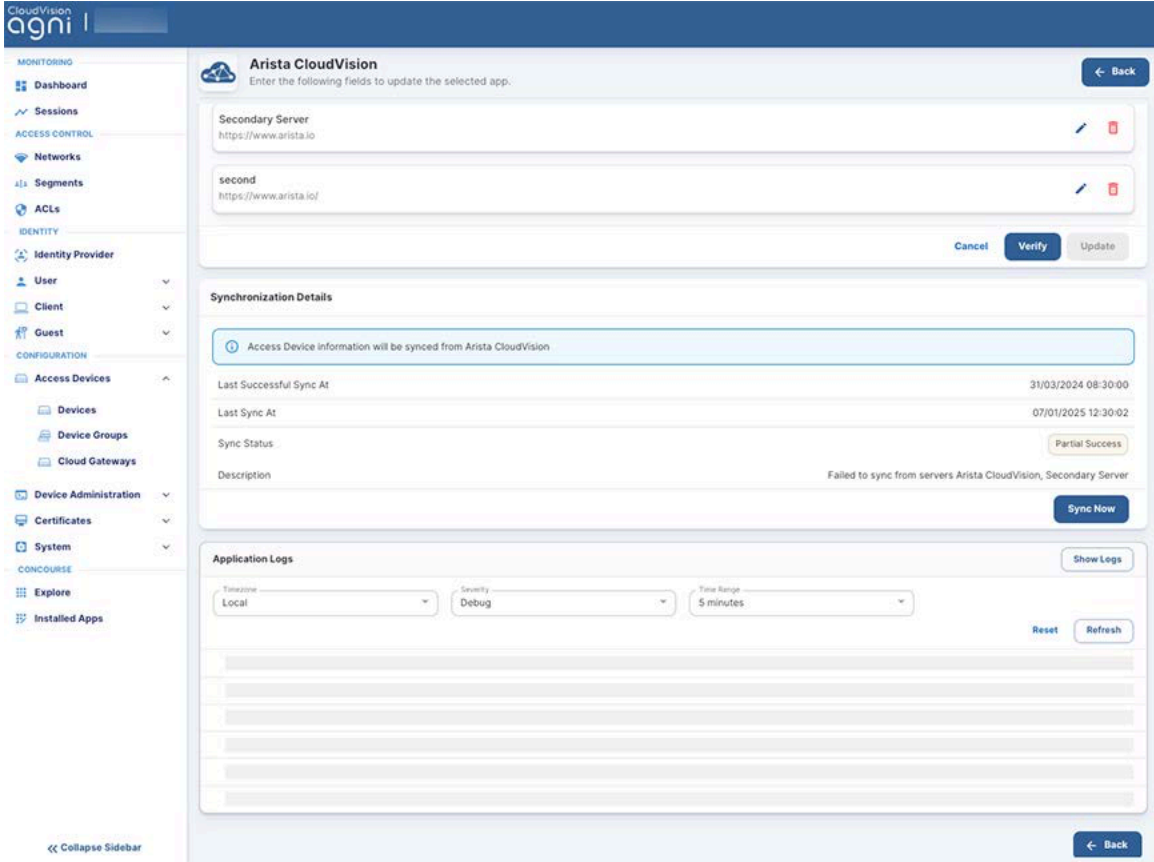 CloudVision
agni
MONITORING
Dashboard
Sessions
ACCESS CONTROL
Networks
Segments
ACLs
IDENTITY
Identity Provider
User
Client
Guest
CONFIGURATION
Access Devices
Devices
Device Groups
Cloud Gateways
Device Administration
Certificates
System
CONCOURSE
Explore
Installed Apps
Collapse Sidebar
Arista CloudVision
Enter the following fields to update the selected app.
Back
Secondary Server
https://www.arista.io
second
https://www.arista.io/
Cancel Verify Update
Synchronization Details
Access Device information will be synced from Arista CloudVision
Last Successful Sync At 31/03/2024 08:30:00
Last Sync At 07/01/2025 12:30:02
Sync Status Partial Success
Description Failed to sync from servers Arista CloudVision, Secondary Server
Sync Now
Application Logs Show Logs
Timezone Severity Time Range
Local Debug 5 minutes
Reset Refresh
Back